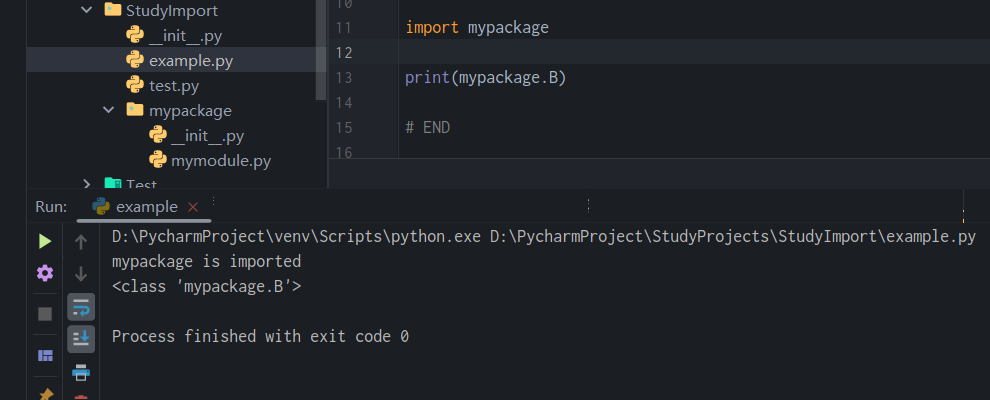 StudyImport
__init__.py
example.py
test.py
mypackage
__init__.py
mymodule.py
Test
10
11 import mypackage
12
13 print(mypackage.B)
14
15 # END
16
Run: example
D:\PycharmProject\venv\Scripts\python.exe D:\PycharmProject\StudyProjects\StudyImport\example.py
mypackage is imported
<class 'mypackage.B'>
Process finished with exit code 0